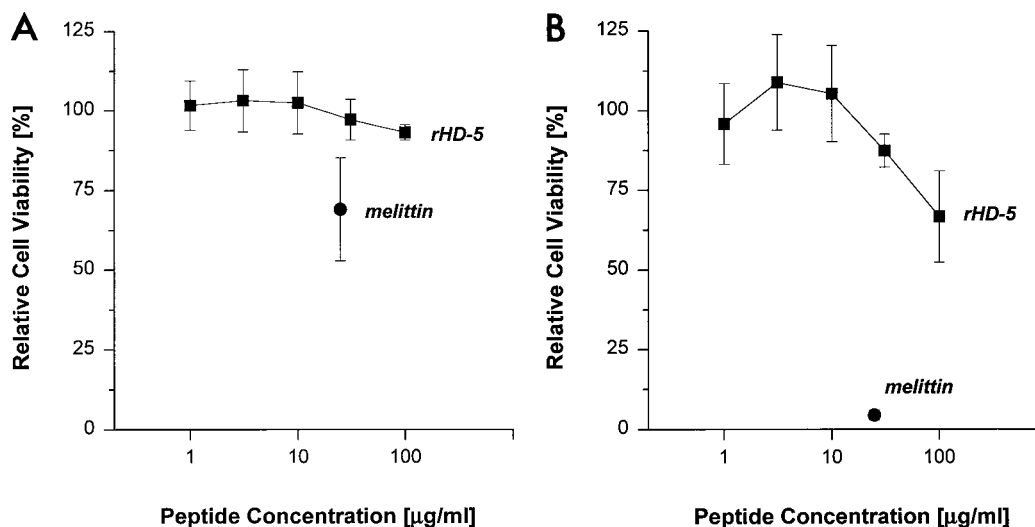 A
Relative Cell Viability [%]
125
100
75
50
25
0
rHD-5
melittin
1 10 100
Peptide Concentration [µg/ml]
B
Relative Cell Viability [%]
125
100
75
50
25
0
rHD-5
melittin
1 10 100
Peptide Concentration [µg/ml]